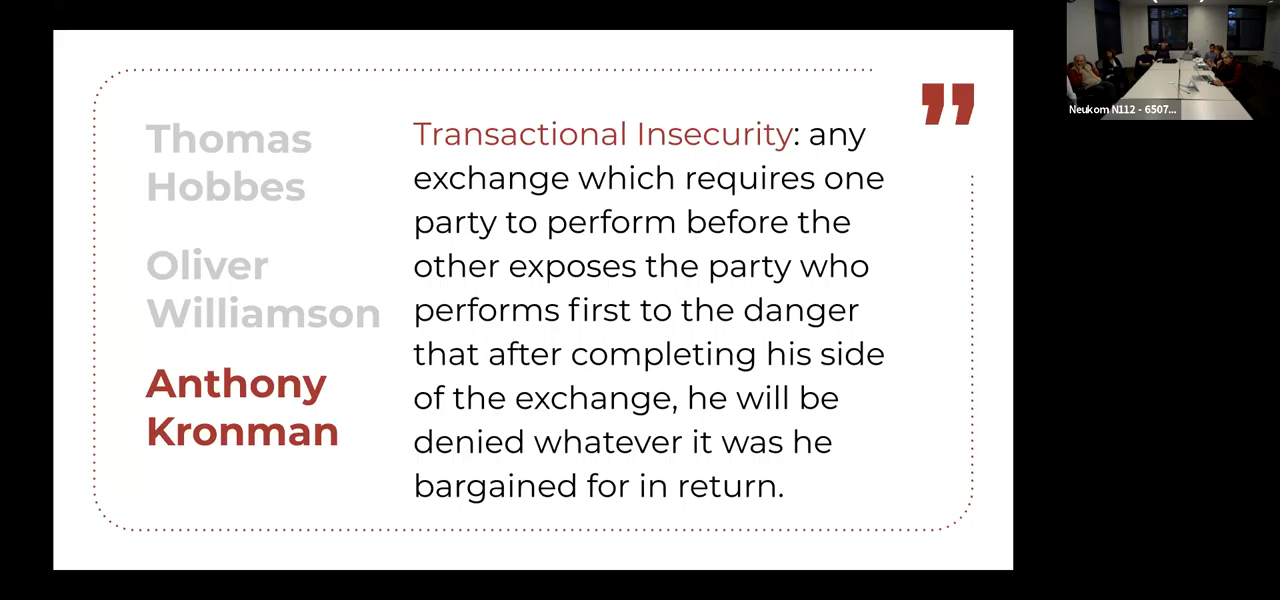 Thomas
Hobbes
Oliver
Williamson
Anthony
Kronman
”
Transactional Insecurity: any
exchange which requires one
party to perform before the
other exposes the party who
performs first to the danger
that after completing his side
of the exchange, he will be
denied whatever it was he
bargained for in return.
Neukom N112 - 6507...